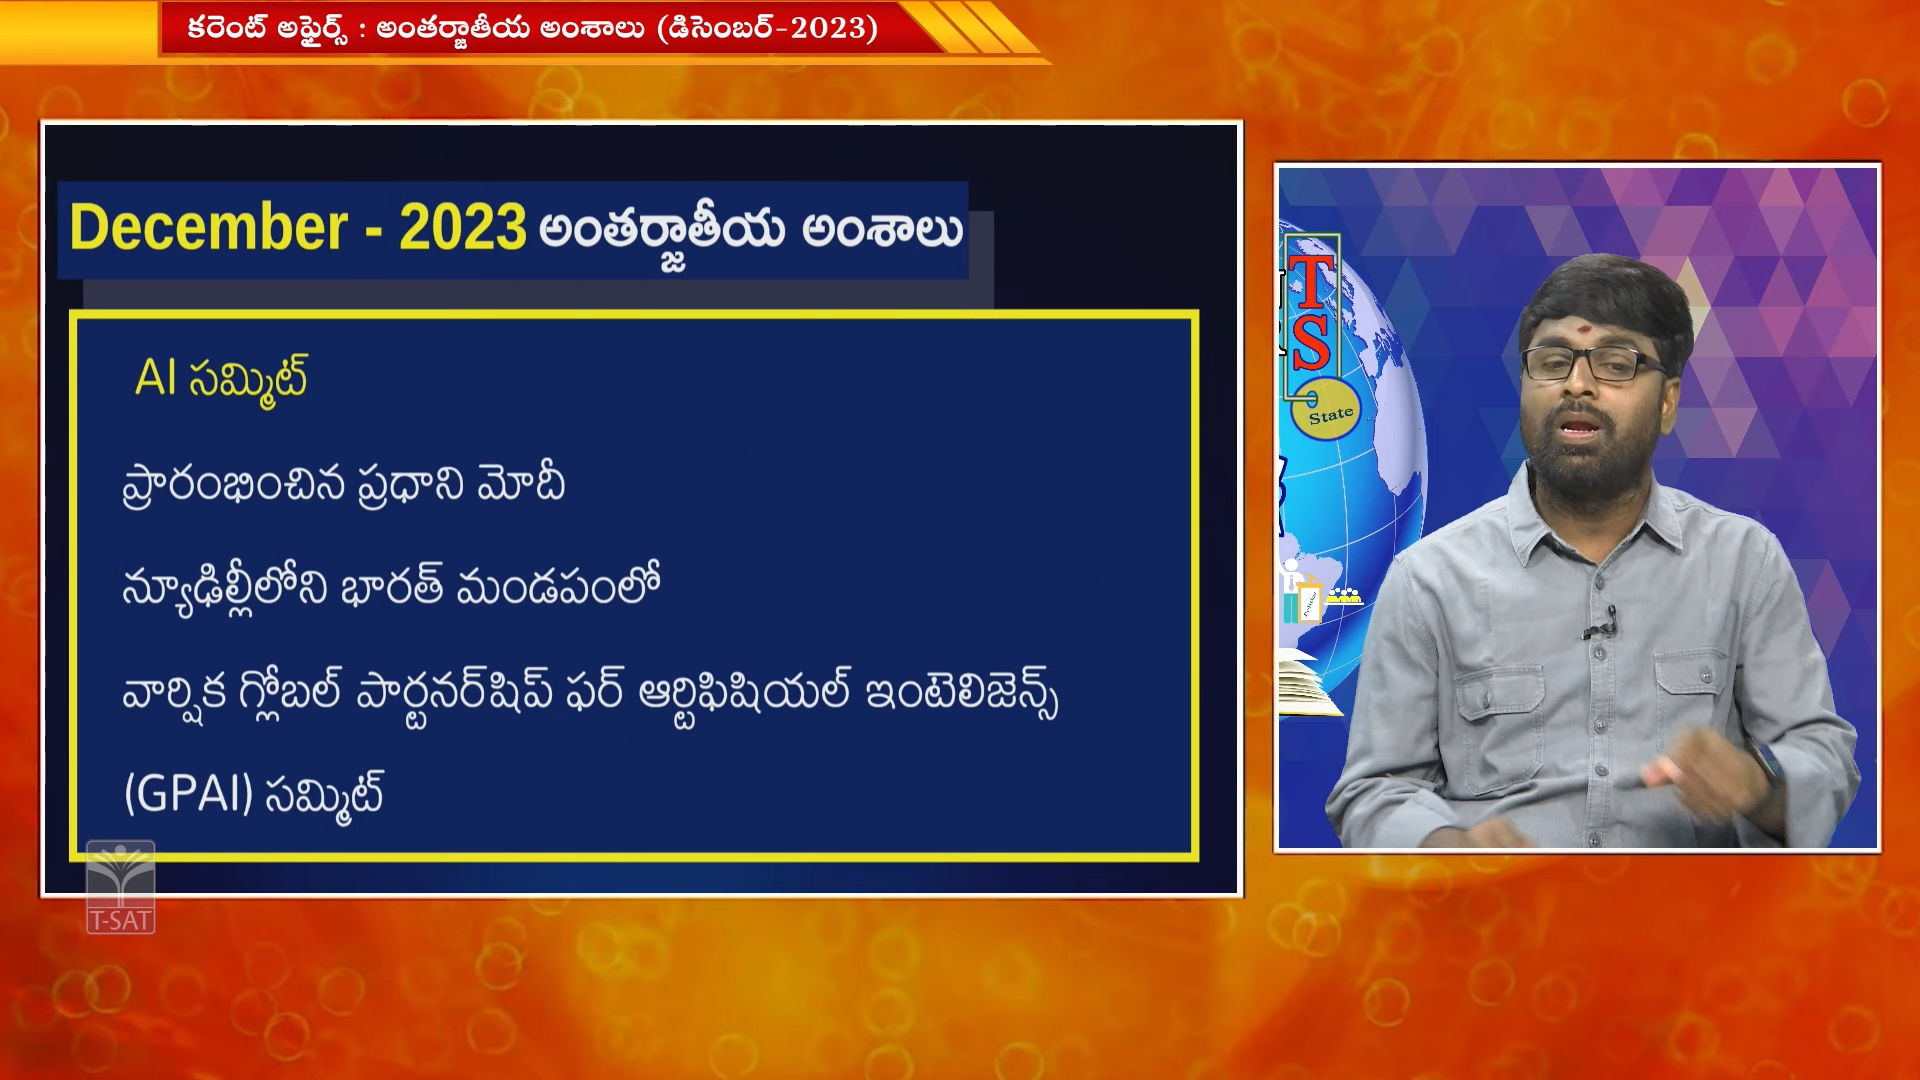 కరెంట్ అఫైర్స్ : అంతర్జాతీయ అంశాలు (డిసెంబర్-2023)
December - 2023 అంతర్జాతీయ అంశాలు
AI సమ్మిట్
ప్రారంభించిన ప్రధాని మోదీ
న్యూఢిల్లీలోని భారత్ మండపంలో
వార్షిక గ్లోబల్ పార్టనర్‌షిప్ ఫర్ ఆర్టిఫిషియల్ ఇంటెలిజెన్స్
(GPAI) సమ్మిట్
T-SAT
T
S
State